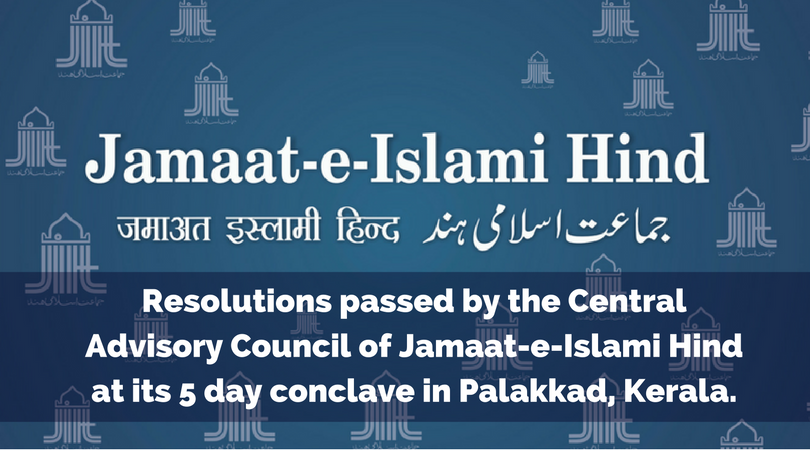 Jamaat-e-Islami Hind
जमाअत इस्लामी हिन्द جماعت اسلامی ہند
Resolutions passed by the Central
Advisory Council of Jamaat-e-Islami Hind
at its 5 day conclave in Palakkad, Kerala.